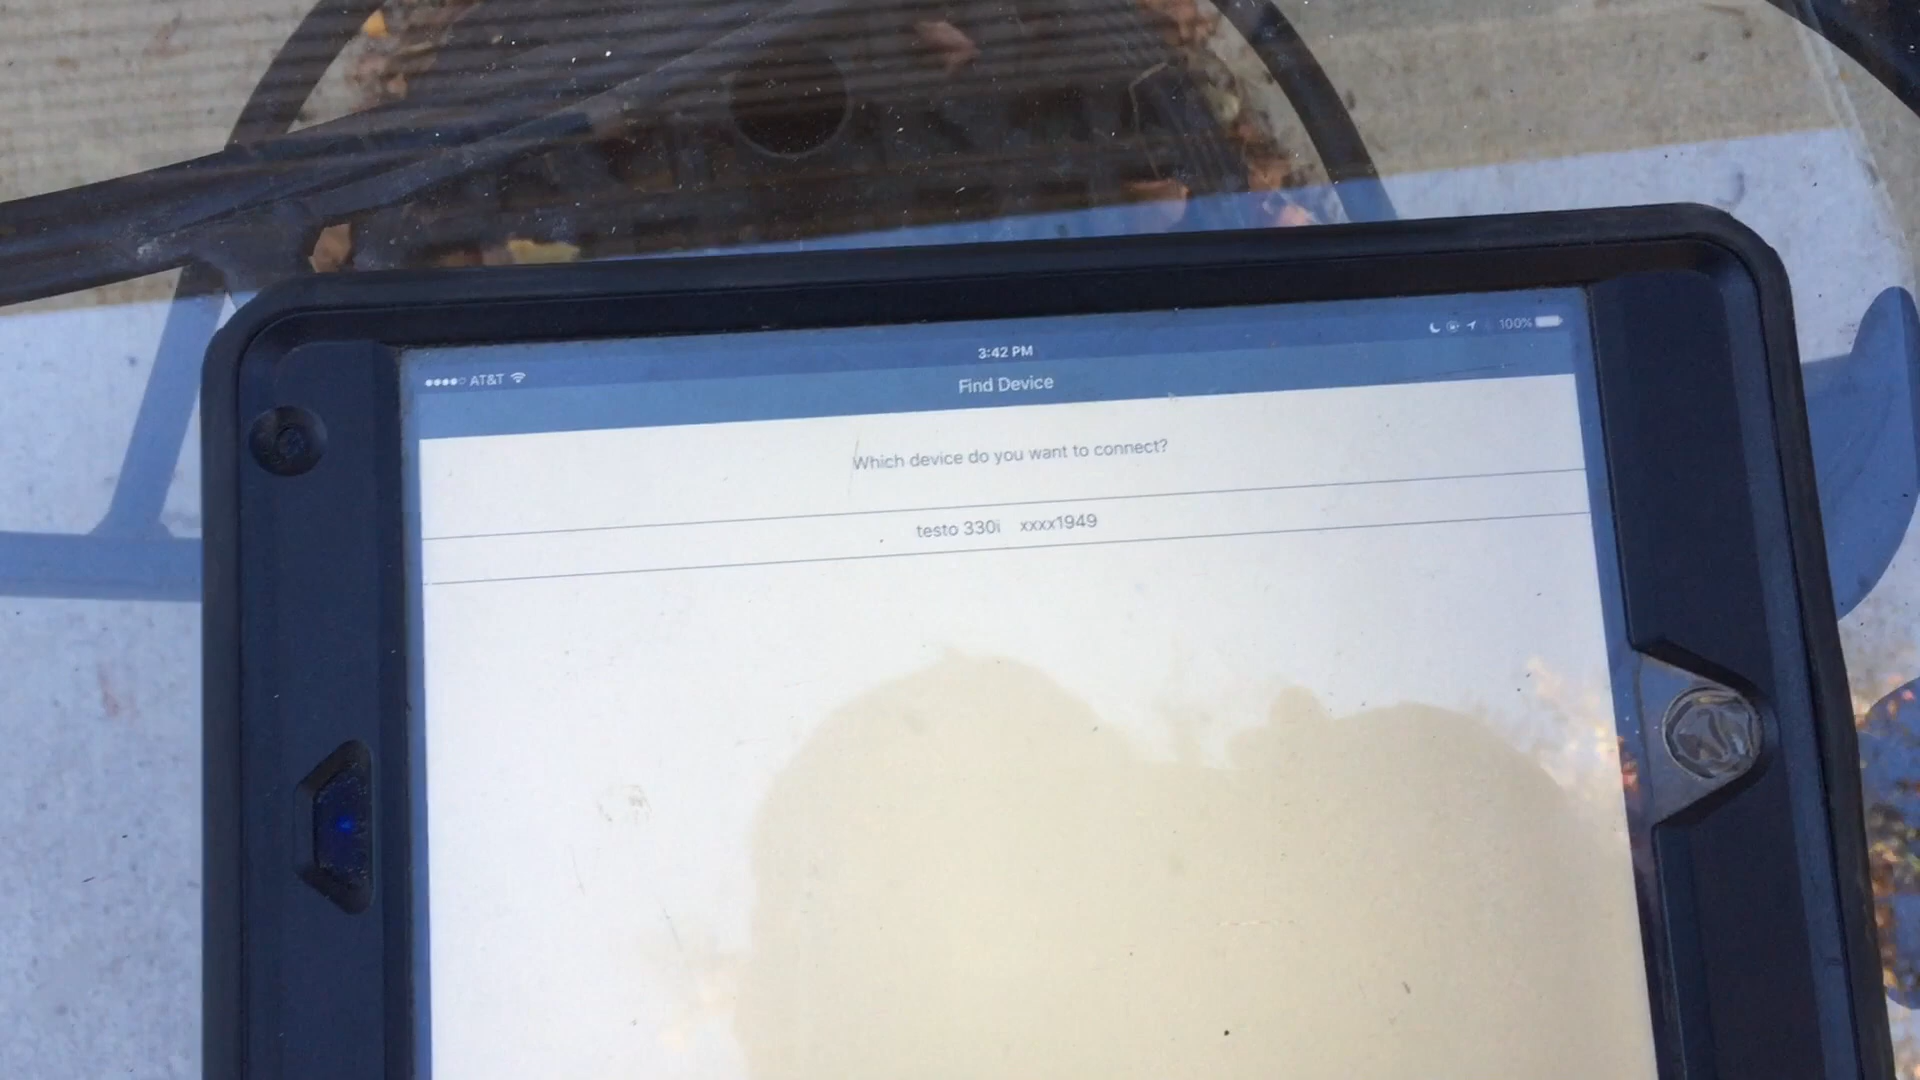 3:42 PM
100%
AT&T
Find Device
Which device do you want to connect?
testo 330i xxxx1949